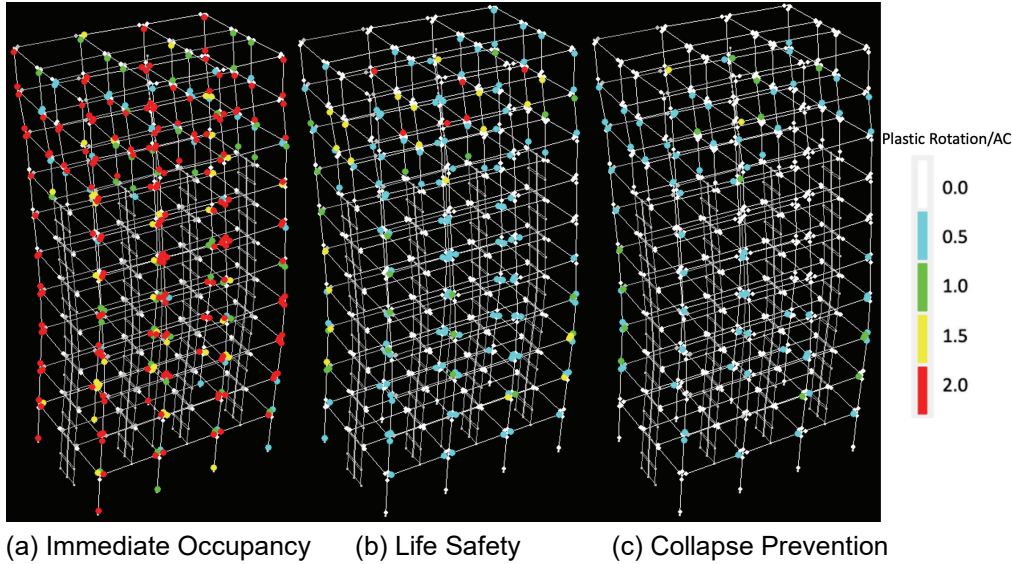 Plastic Rotation/AC
0.0
0.5
1.0
1.5
2.0
(a) Immediate Occupancy
(b) Life Safety
(c) Collapse Prevention